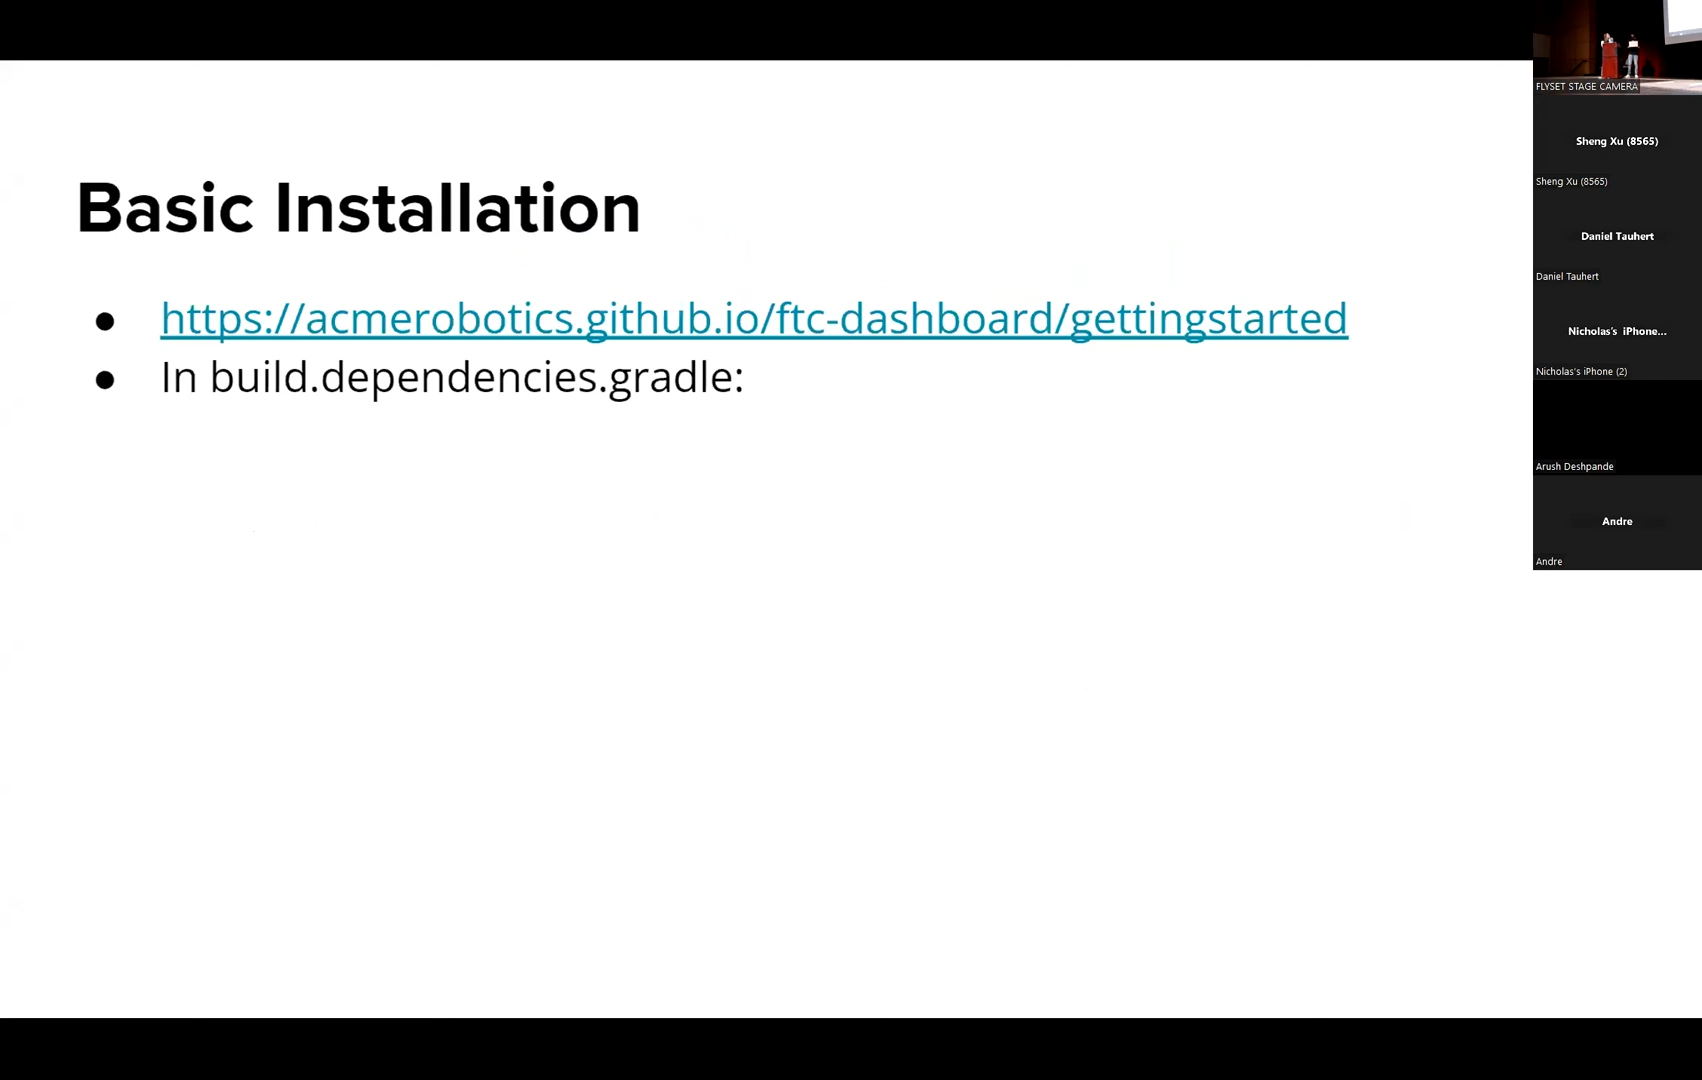 Basic Installation
● https://acmerobotics.github.io/ftc-dashboard/gettingstarted
● In build.dependencies.gradle:
FLYSET STAGE CAMERA
Sheng Xu (8565)
Sheng Xu (8565)
Daniel Tauhert
Daniel Tauhert
Nicholas's iPhone...
Nicholas's iPhone (2)
Arush Deshpande
Andre
Andre